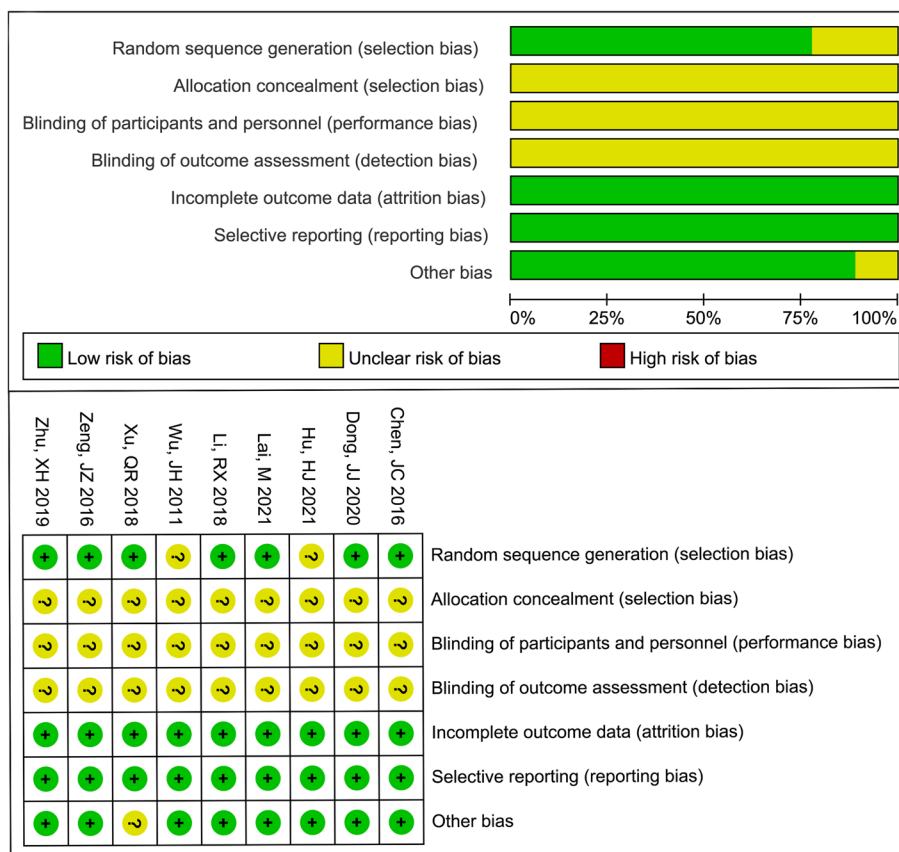 Random sequence generation (selection bias)
Allocation concealment (selection bias)
Blinding of participants and personnel (performance bias)
Blinding of outcome assessment (detection bias)
Incomplete outcome data (attrition bias)
Selective reporting (reporting bias)
Other bias
0% 25% 50% 75% 100%
Low risk of bias Unclear risk of bias High risk of bias
Zhu, XH 2019
Zeng, JZ 2016
Xu, QR 2018
Wu, JH 2011
Li, RX 2018
Lai, M 2021
Hu, HJ 2021
Dong, JJ 2020
Chen, JC 2016
+ + + ? + + ? + + Random sequence generation (selection bias)
? ? ? ? ? ? ? ? ? Allocation concealment (selection bias)
? ? ? ? ? ? ? ? ? Blinding of participants and personnel (performance bias)
? ? ? ? ? ? ? ? ? Blinding of outcome assessment (detection bias)
+ + + + + + + + + Incomplete outcome data (attrition bias)
+ + + + + + + + + Selective reporting (reporting bias)
+ + ? + + + + + + Other bias